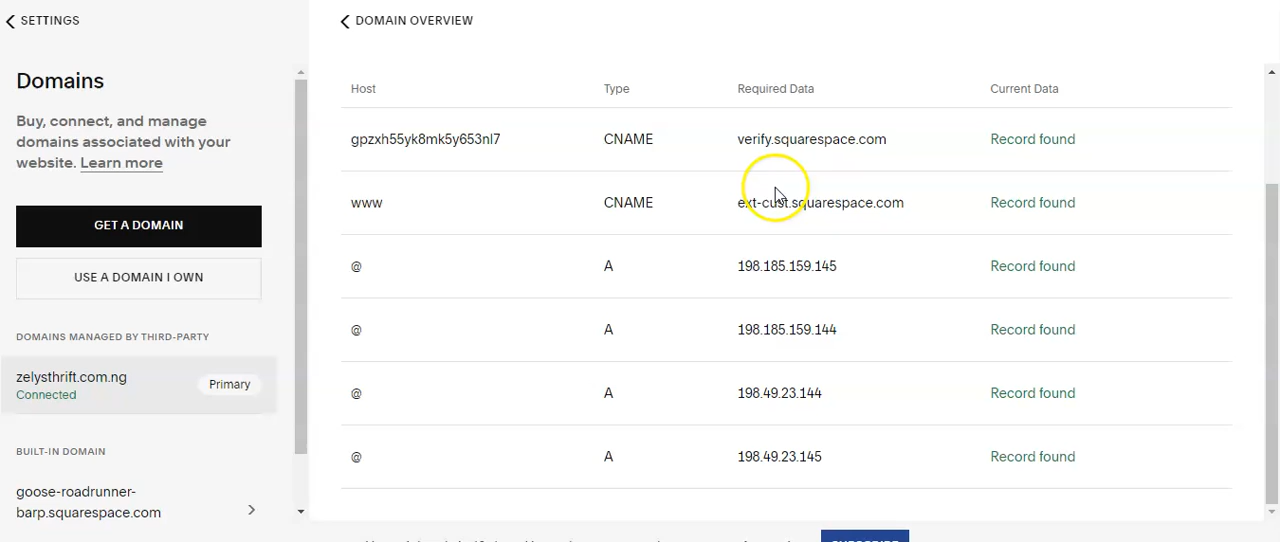 SETTINGS
Domains
Buy, connect, and manage
domains associated with your
website. Learn more
GET A DOMAIN
USE A DOMAIN I OWN
DOMAINS MANAGED BY THIRD-PARTY
zelysthrift.com.ng
Primary
Connected
BUILT-IN DOMAIN
goose-roadrunner-
barp.squarespace.com
DOMAIN OVERVIEW
Host Type Required Data Current Data
gpzxh55yk8mk5y653nl7 CNAME verify.squarespace.com Record found
www CNAME ext-cust.squarespace.com Record found
@ A 198.185.159.145 Record found
@ A 198.185.159.144 Record found
@ A 198.49.23.144 Record found
@ A 198.49.23.145 Record found